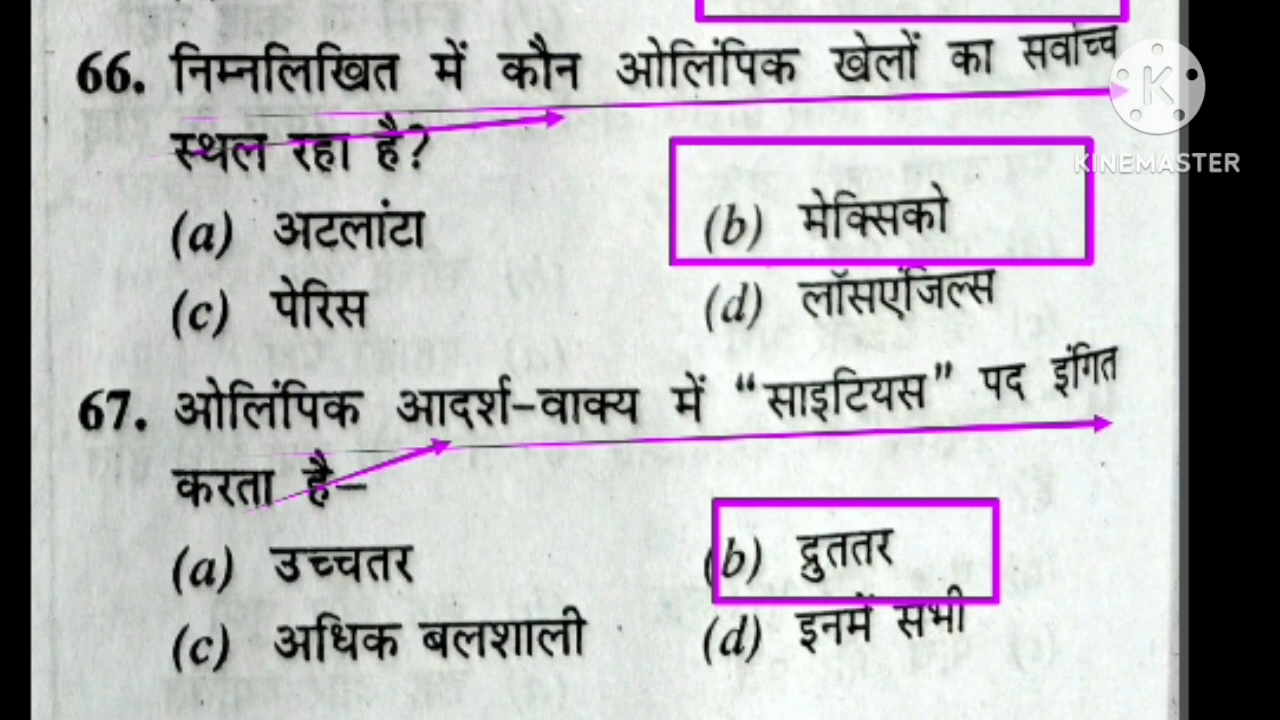 66. निम्नलिखित में कौन ओलिंपिक खेलों का सर्वोच्च
स्थल रहा है?
(a) अटलांटा (b) मेक्सिको
(c) पेरिस (d) लॉसएंजिल्स
67. ओलिंपिक आदर्श-वाक्य में “साइटियस” पद इंगित
करता है–
(a) उच्चतर (b) द्रुततर
(c) अधिक बलशाली (d) इनमें सभी
K
KINEMASTER